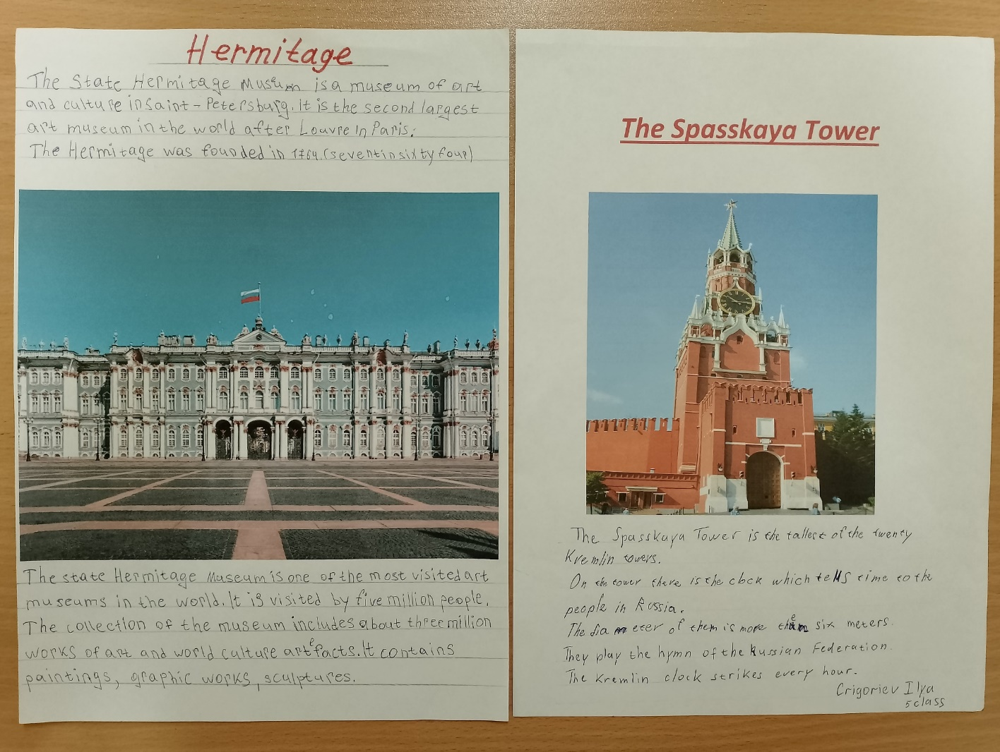 Hermitage
The State Hermitage Museum is a museum of art
and culture in Saint-Petersburg. It is the second largest
art museum in the world after Louvre In Paris.
The Hermitage was founded in 1764. (seventin sixty four)
The state Hermitage Museum is one of the most visited art
museums in the world. It is visited by five million people.
The collection of the museum includes about three million
works of art and world culture artefacts. It contains
paintings, graphic works, sculptures.
The Spasskaya Tower
The Spasskaya Tower is the tallest of the twenty
Kremlin towers.
On the tower there is the clock which tells time to the
people in Russia.
The diameter of them is more then six meters.
They play the hymn of the Russian Federation.
The Kremlin clock strikes every hour.
Grigoriev Ilya
5 class